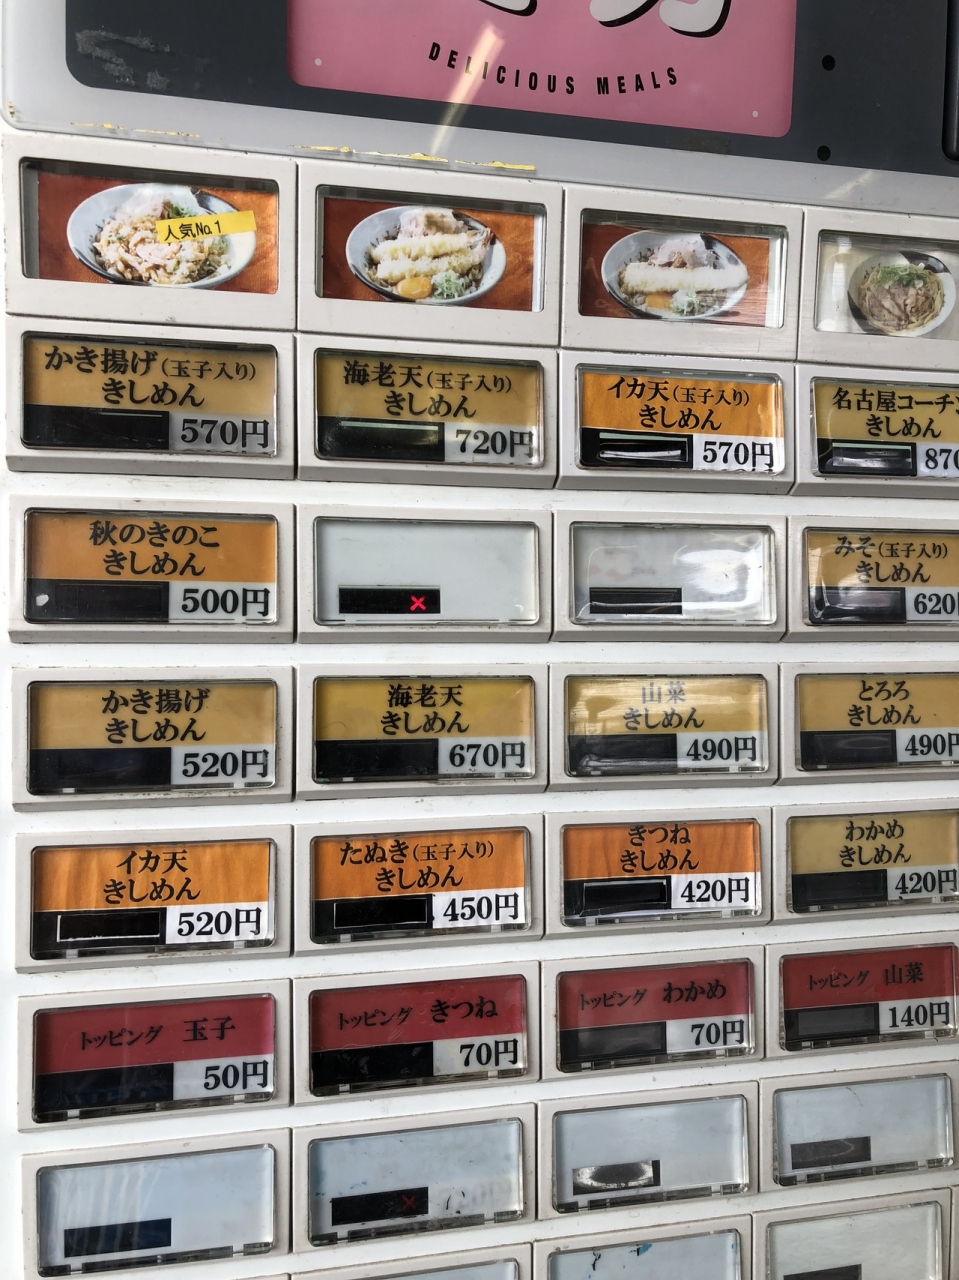 DELICIOUS MEALS
人気No.1
かき揚げ(玉子入り)
きしめん
570円
海老天(玉子入り)
きしめん
720円
イカ天(玉子入り)
きしめん
570円
名古屋コーチン
きしめん
870
秋のきのこ
きしめん
500円
×
みそ(玉子入り)
きしめん
620円
かき揚げ
きしめん
520円
海老天
きしめん
670円
山菜
きしめん
490円
とろろ
きしめん
490円
イカ天
きしめん
520円
たぬき(玉子入り)
きしめん
450円
きつね
きしめん
420円
わかめ
きしめん
420円
トッピング 玉子
50円
トッピング きつね
70円
トッピング わかめ
70円
トッピング 山菜
140円
×